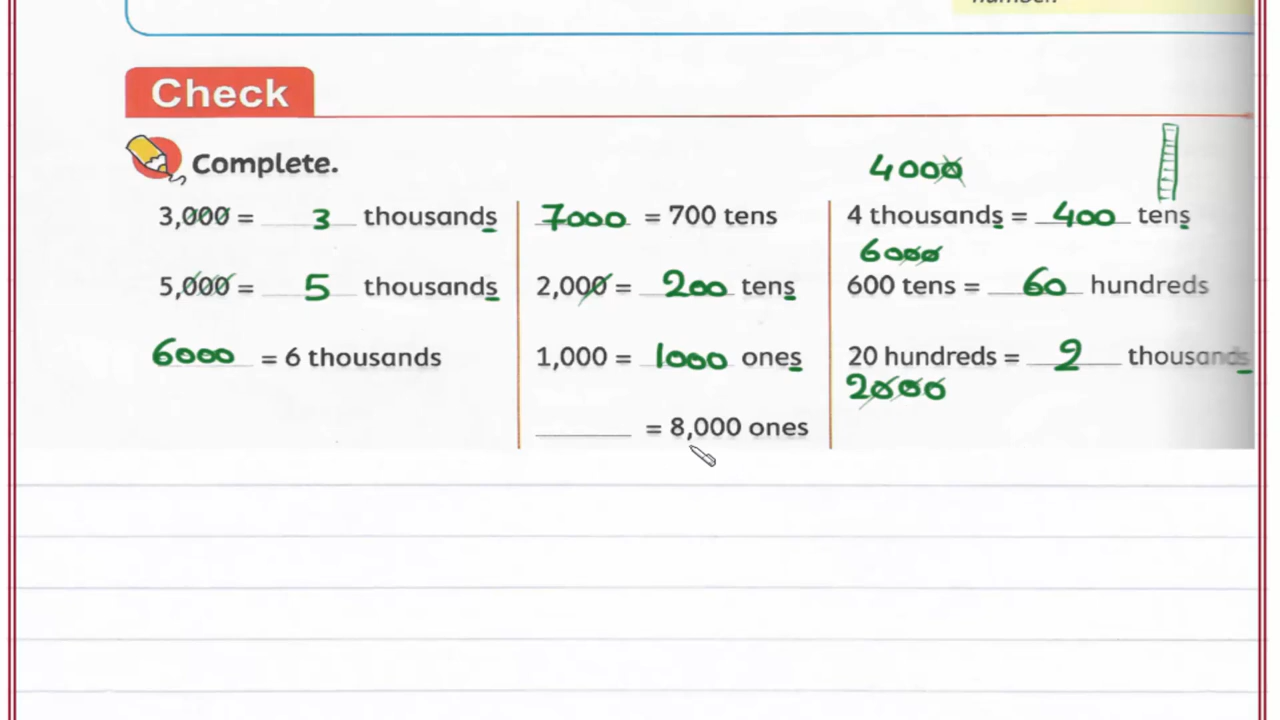 number.
Check
Complete.
3,000 = 3 thousands
5,000 = 5 thousands
6000 = 6 thousands
7000 = 700 tens
2,000 = 200 tens
1,000 = 1000 ones
= 8,000 ones
4000
4 thousands = 400 tens
6000
600 tens = 60 hundreds
20 hundreds = 2 thousands
2000